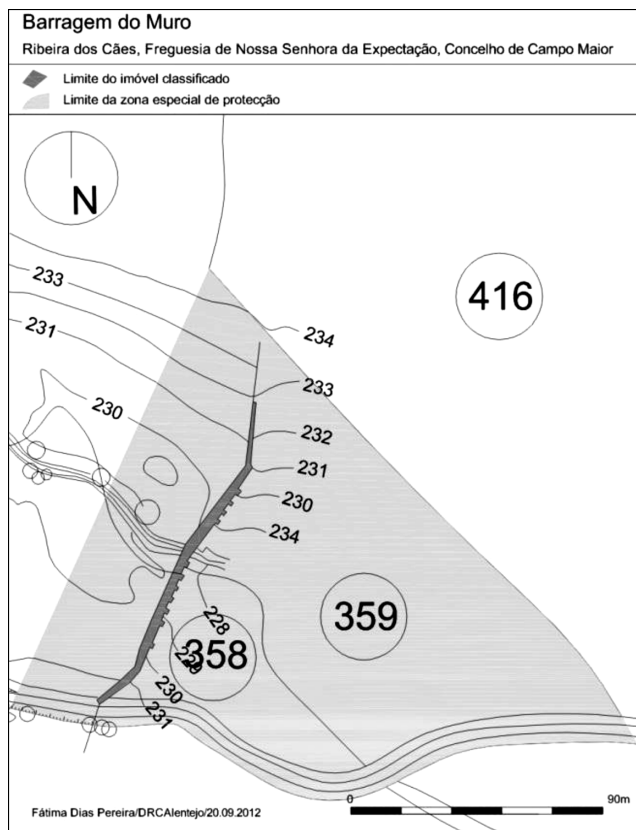 Barragem do Muro
Ribeira dos Cães, Freguesia de Nossa Senhora da Expectação, Concelho de Campo Maior
Limite do imóvel classificado
Limite da zona especial de protecção
N
233
416
231
234
233
230
232
231
230
234
359
228
229
358
230
231
0
90m
Fátima Dias Pereira/DRCAlentejo/20.09.2012